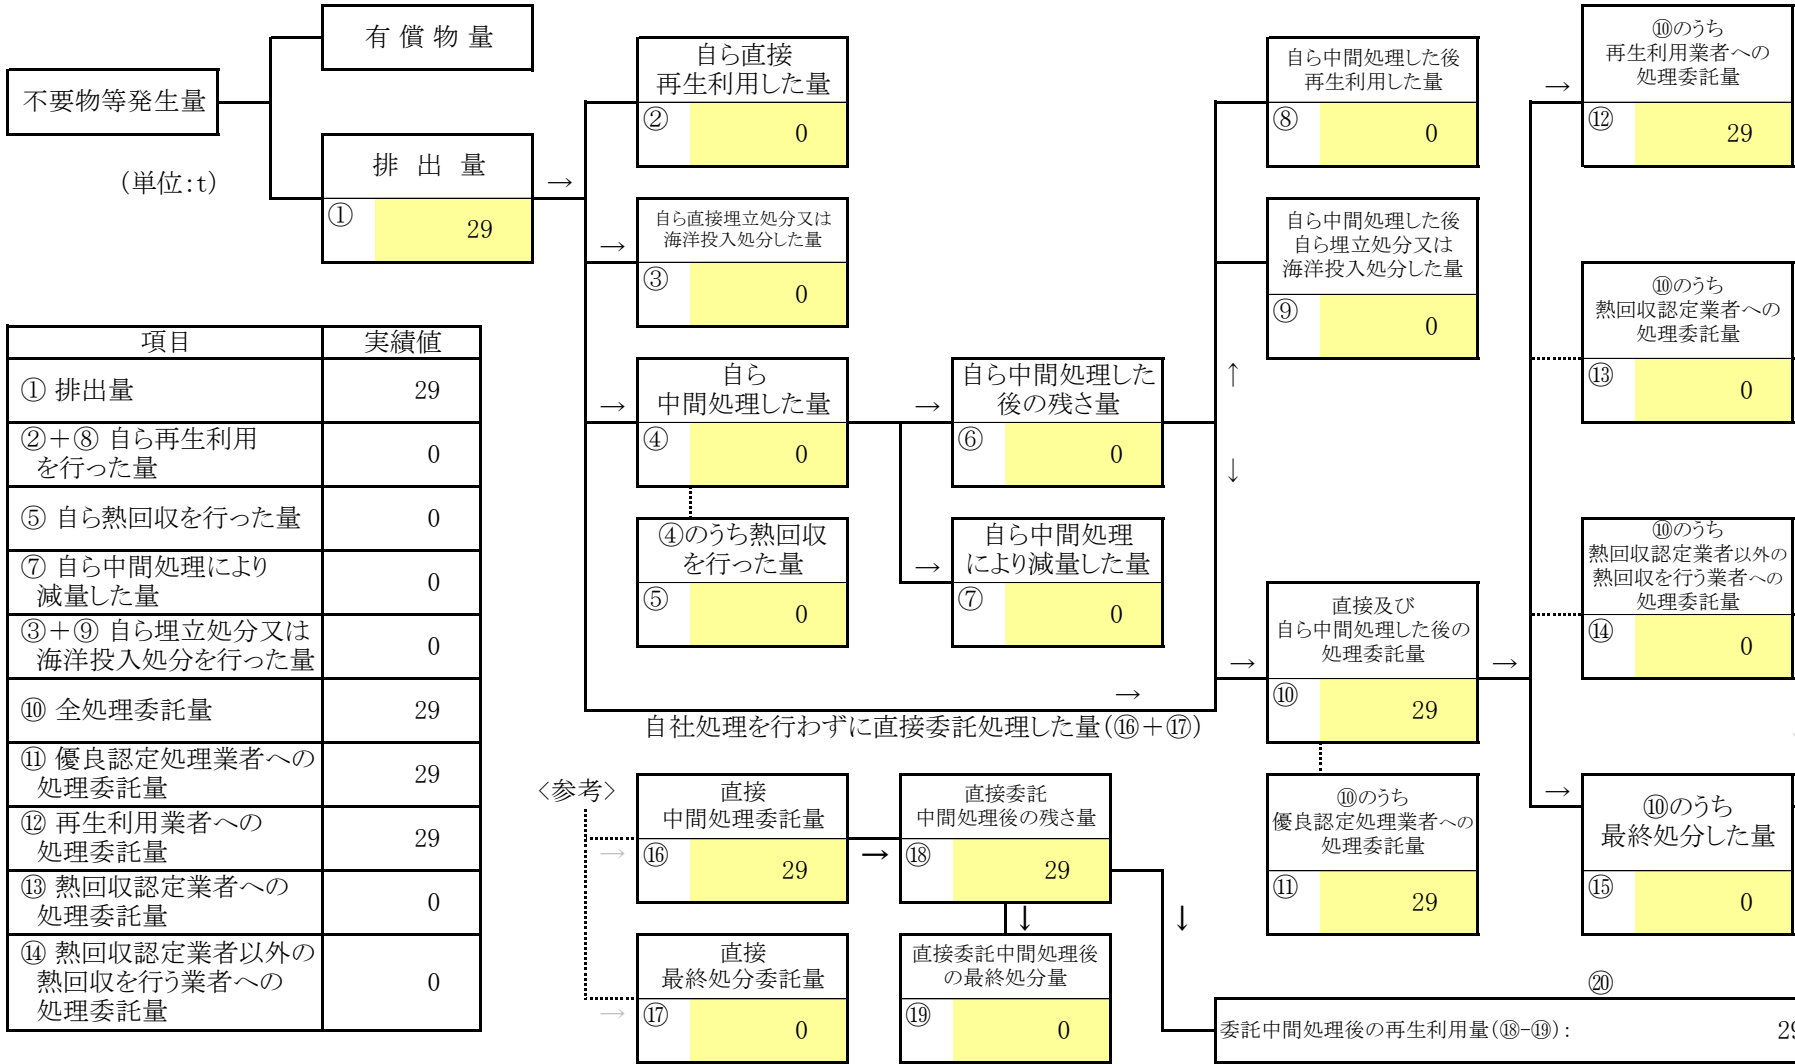 有 償 物 量
不要物等発生量
(単位:t)
排 出 量
①
29
→
自ら直接
再生利用した量
②
0
→
自ら直接埋立処分又は
海洋投入処分した量
③
0
→
自ら
中間処理した量
④
0
④のうち熱回収
を行った量
⑤
0
→
自ら中間処理した
後の残さ量
⑥
0
→
自ら中間処理
により減量した量
⑦
0
自ら中間処理した後
再生利用した量
⑧
0
自ら中間処理した後
自ら埋立処分又は
海洋投入処分した量
⑨
0
↑
↓
→
自社処理を行わずに直接委託処理した量(⑯+⑰)
→
直接及び
自ら中間処理した後の
処理委託量
⑩
29
→
⑩のうち
優良認定処理業者への
処理委託量
⑪
29
→
⑩のうち
再生利用業者への
処理委託量
⑫
29
⑩のうち
熱回収認定業者への
処理委託量
⑬
0
⑩のうち
熱回収認定業者以外の
熱回収を行う業者への
処理委託量
⑭
0
→
⑩のうち
最終処分した量
⑮
0
項目 実績値
① 排出量 29
②+⑧ 自ら再生利用
を行った量 0
⑤ 自ら熱回収を行った量 0
⑦ 自ら中間処理により
減量した量 0
③+⑨ 自ら埋立処分又は
海洋投入処分を行った量 0
⑩ 全処理委託量 29
⑪ 優良認定処理業者への
処理委託量 29
⑫ 再生利用業者への
処理委託量 29
⑬ 熱回収認定業者への
処理委託量 0
⑭ 熱回収認定業者以外の
熱回収を行う業者への
処理委託量 0
〈参考〉
→
直接
中間処理委託量
⑯
29
→
直接委託
中間処理後の残さ量
⑱
29
↓
↓
→
直接
最終処分委託量
⑰
0
直接委託中間処理後
の最終処分量
⑲
0
⑳
委託中間処理後の再生利用量(⑱-⑲): 29